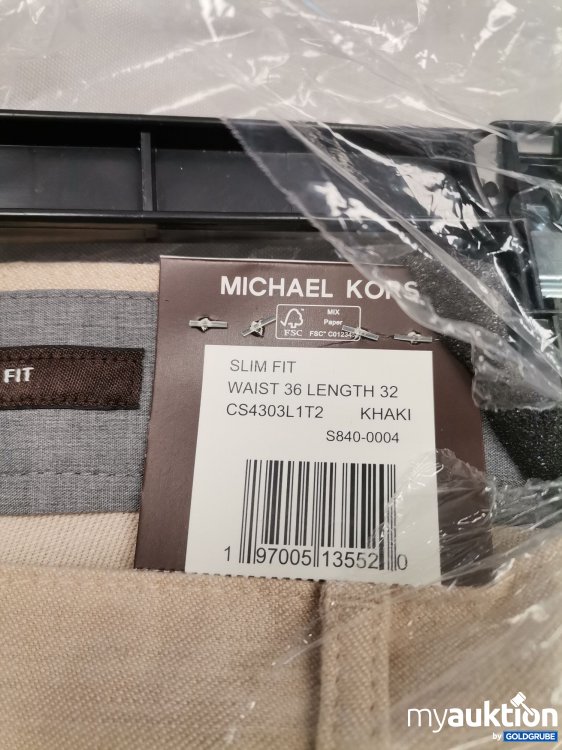 MICHAEL KORS
FSC
MIX
Paper
FIT
SLIM FIT
WAIST 36 LENGTH 32
CS4303L1T2 KHAKI
S840-0004
1 97005 13552 0
myauktion
by GOLDGRUBE